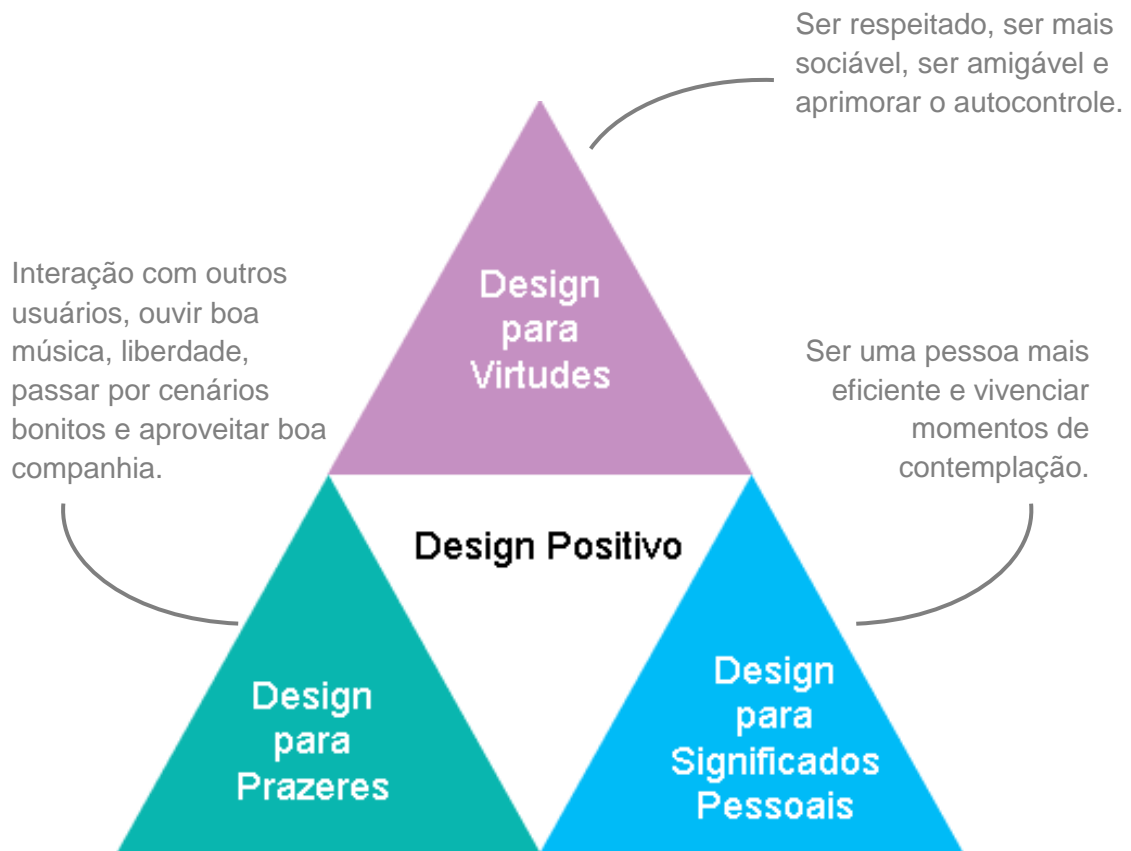 Ser respeitado, ser mais
sociável, ser amigável e
aprimorar o autocontrole.
Design
para
Virtudes
Interação com outros
usuários, ouvir boa
música, liberdade,
passar por cenários
bonitos e aproveitar boa
companhia.
Ser uma pessoa mais
eficiente e vivenciar
momentos de
contemplação.
Design Positivo
Design
para
Prazeres
Design
para
Significados
Pessoais